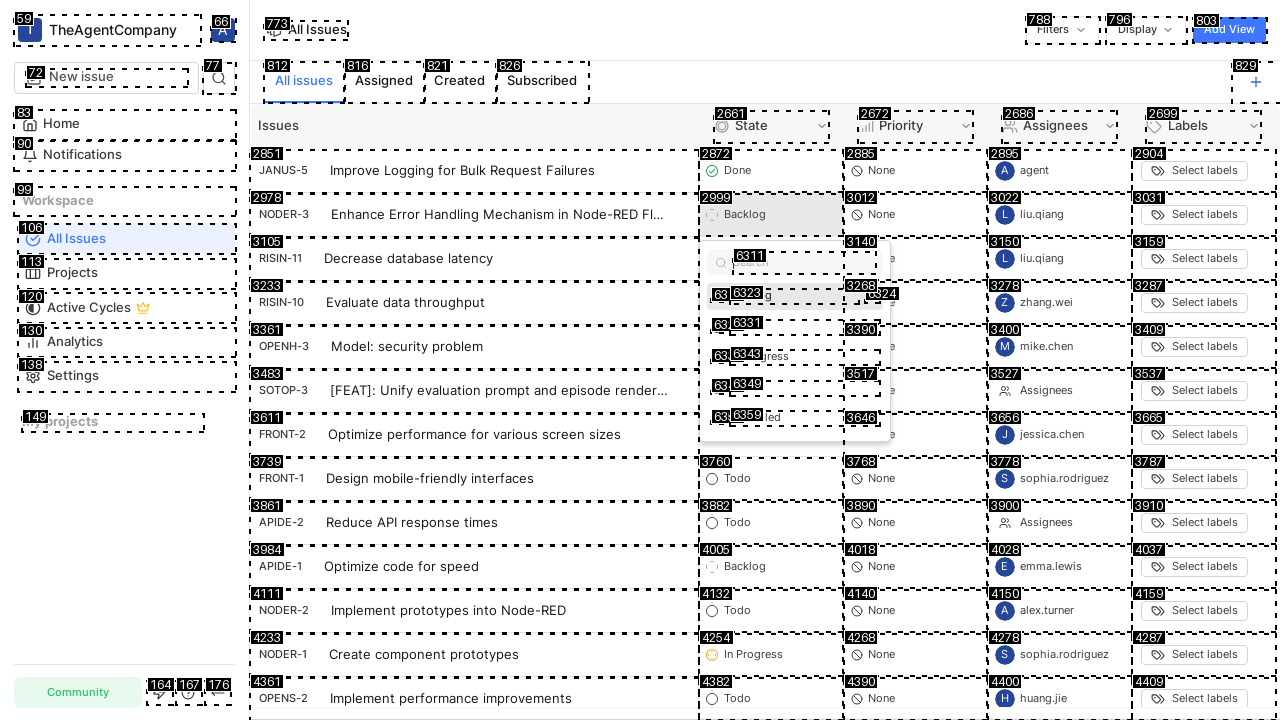 59
T TheAgentCompany
66
A
72
New issue
77
83
Home
90
Notifications
99
Workspace
106
All Issues
113
Projects
120
Active Cycles
130
Analytics
138
Settings
149
My projects
Community
164
167
176
773
All Issues
788
Filters
796
Display
803
Add View
812
All issues
816
Assigned
821
Created
826
Subscribed
829
Issues
2661
State
2672
Priority
2686
Assignees
2699
Labels
2851
JANUS-5 Improve Logging for Bulk Request Failures
2872
Done
2885
None
2895
A agent
2904
Select labels
2978
NODER-3 Enhance Error Handling Mechanism in Node-RED Fl...
2999
Backlog
3012
None
3022
L liu.qiang
3031
Select labels
3105
RISIN-11 Decrease database latency
3140
3150
L liu.qiang
3159
Select labels
6311
6323
6324
6331
6343
6349
6359
3233
RISIN-10 Evaluate data throughput
3268
3278
Z zhang.wei
3287
Select labels
3361
OPENH-3 Model: security problem
3390
3400
M mike.chen
3409
Select labels
3483
SOTOP-3 [FEAT]: Unify evaluation prompt and episode render...
3517
3527
Assignees
3537
Select labels
3611
FRONT-2 Optimize performance for various screen sizes
3646
3656
J jessica.chen
3665
Select labels
3739
FRONT-1 Design mobile-friendly interfaces
3760
Todo
3768
None
3778
S sophia.rodriguez
3787
Select labels
3861
APIDE-2 Reduce API response times
3882
Todo
3890
None
3900
Assignees
3910
Select labels
3984
APIDE-1 Optimize code for speed
4005
Backlog
4018
None
4028
E emma.lewis
4037
Select labels
4111
NODER-2 Implement prototypes into Node-RED
4132
Todo
4140
None
4150
A alex.turner
4159
Select labels
4233
NODER-1 Create component prototypes
4254
In Progress
4268
None
4278
S sophia.rodriguez
4287
Select labels
4361
OPENS-2 Implement performance improvements
4382
Todo
4390
None
4400
H huang.jie
4409
Select labels